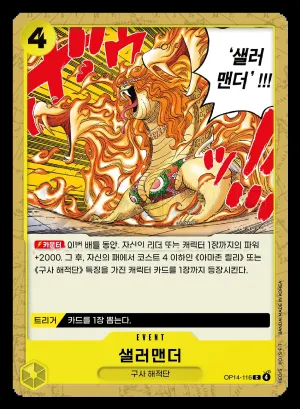 4
'샐러
맨더' !!!
카운터 이번 배틀 동안, 자신의 리더 또는 캐릭터 1장까지의 파워
+2000. 그 후, 자신의 패에서 코스트 4 이하인 《아마존 릴리》 또는
《구사 해적단》 특징을 가진 캐릭터 카드를 1장까지 등장시킨다.
트리거 카드를 1장 뽑는다.
EVENT
샐러맨더
구사 해적단
OP14-116